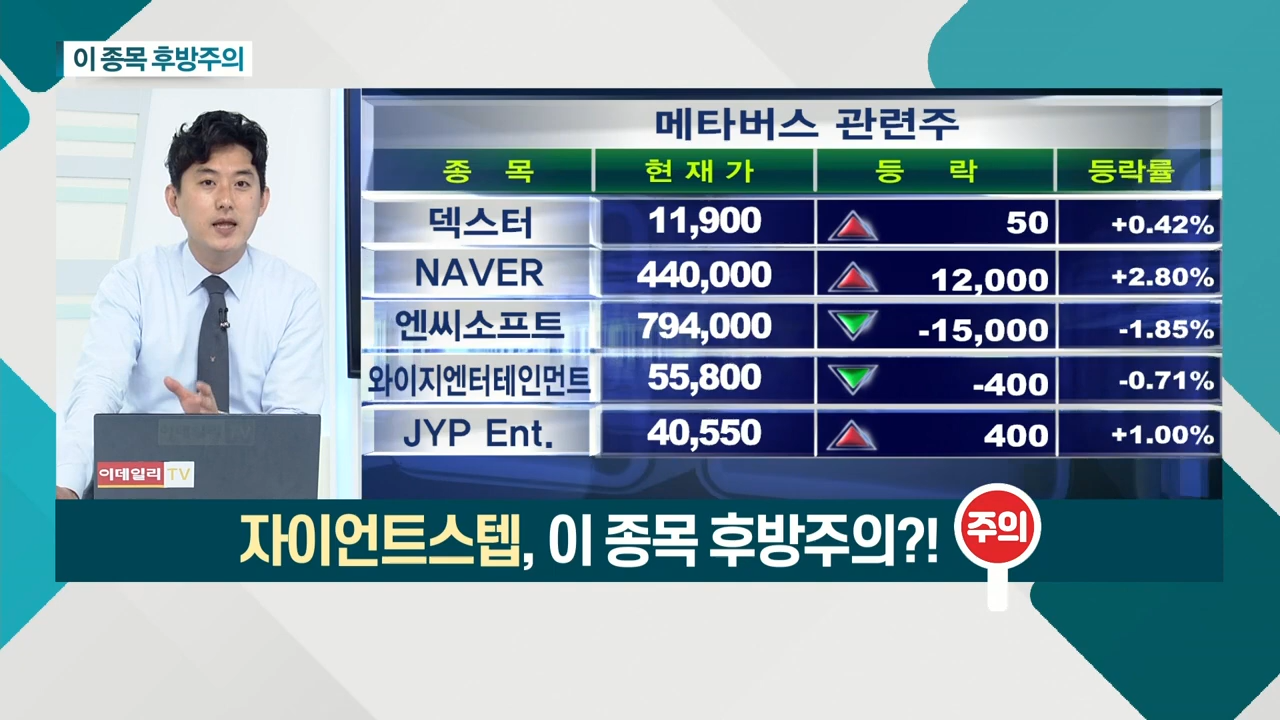 이 종목 후방주의
메타버스 관련주
종 목 현 재 가 등 락 등락률
덱스터 11,900 ▲ 50 +0.42%
NAVER 440,000 ▲ 12,000 +2.80%
엔씨소프트 794,000 ▼ -15,000 -1.85%
와이지엔터테인먼트 55,800 ▼ -400 -0.71%
JYP Ent. 40,550 ▲ 400 +1.00%
이데일리 TV
자이언트스텝, 이 종목 후방주의?! 주의